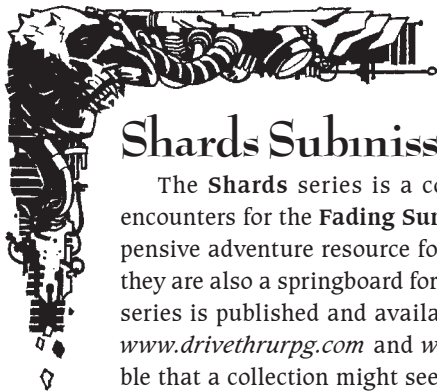 Shards Submiss
The Shards series is a co
encounters for the Fading Sun
pensive adventure resource fo
they are also a springboard for
series is published and availa
www.drivethrurpg.com and w
ble that a collection might see